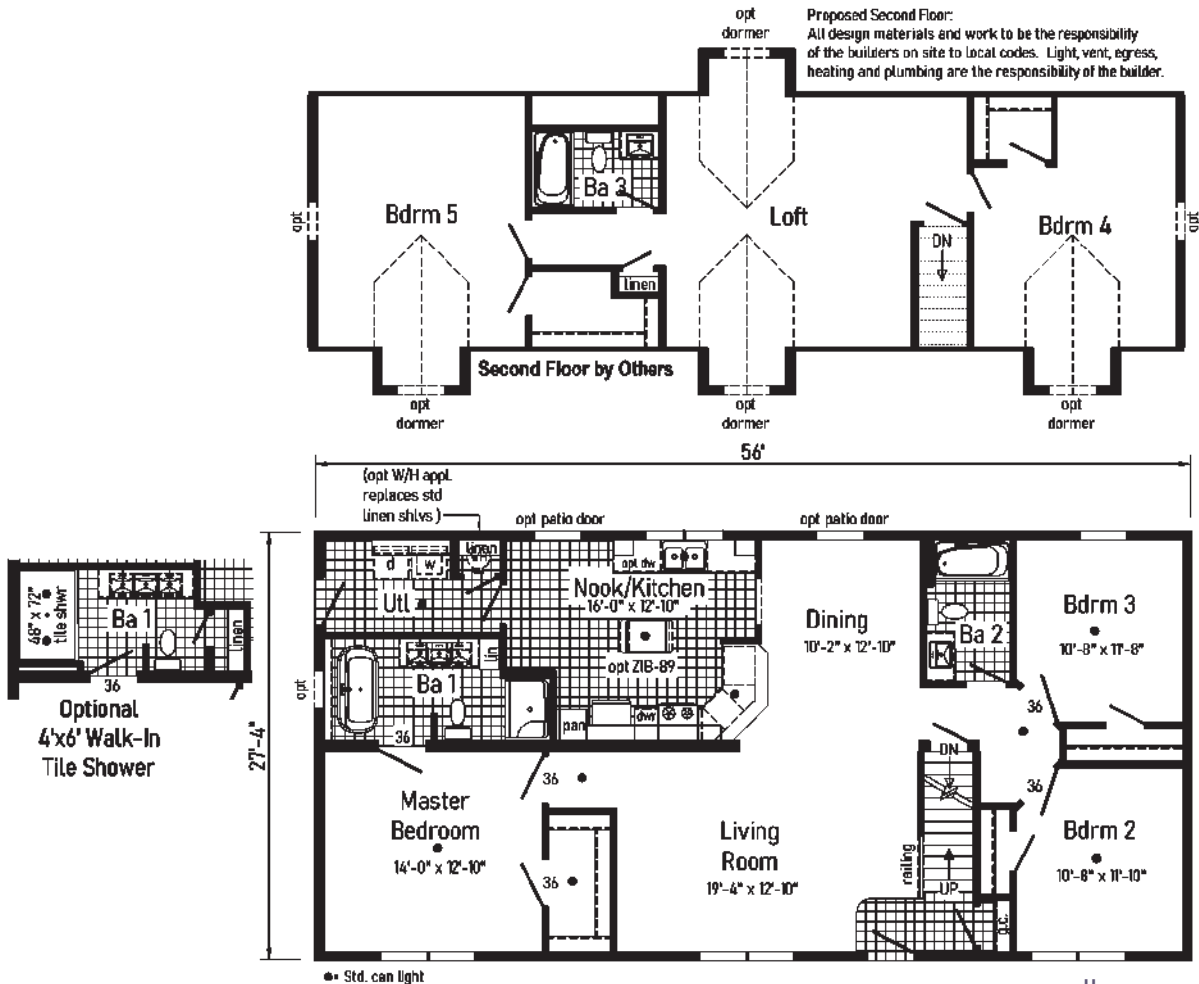 opt
dormer
Proposed Second Floor:
All design materials and work to be the responsibility
of the builders on site to local codes. Light, vent, egress,
heating and plumbing are the responsibility of the builder.
opt
Bdrm 5
Ba 3
linen
Loft
DN
Bdrm 4
opt
Second Floor by Others
opt
dormer
opt
dormer
opt
dormer
56'
(opt W/H appl.
replaces std
linen shlvs )
opt patio door
opt patio door
27'-4"
48" x 72"
tile shwr
Ba 1
linen
36
Optional
4'x6' Walk-In
Tile Shower
d
w
linen
Utl
opt dw
Nook/Kitchen
16'-0" x 12'-10"
opt ZIB-89
pan
dwr
Dining
10'-2" x 12'-10"
Ba 2
Bdrm 3
10'-8" x 11'-8"
opt
Ba 1
lin
36
36
36
DN
36
Master
Bedroom
14'-0" x 12'-10"
36
Living
Room
19'-4" x 12'-10"
railing
UP
g.c.
Bdrm 2
10'-8" x 11'-10"
Std. can light